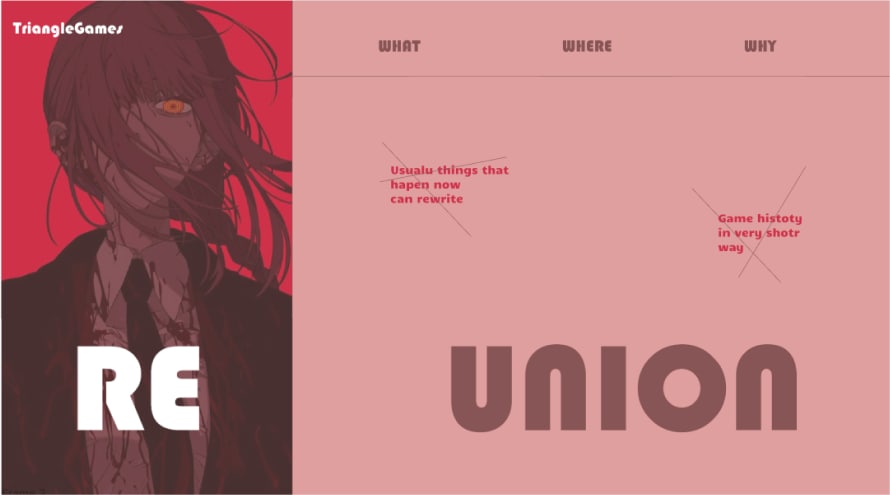 TriangleGames
WHAT
WHERE
WHY
Usualu things that
hapen now
can rewrite
Game histoty
in very shotr
way
RE
UNION